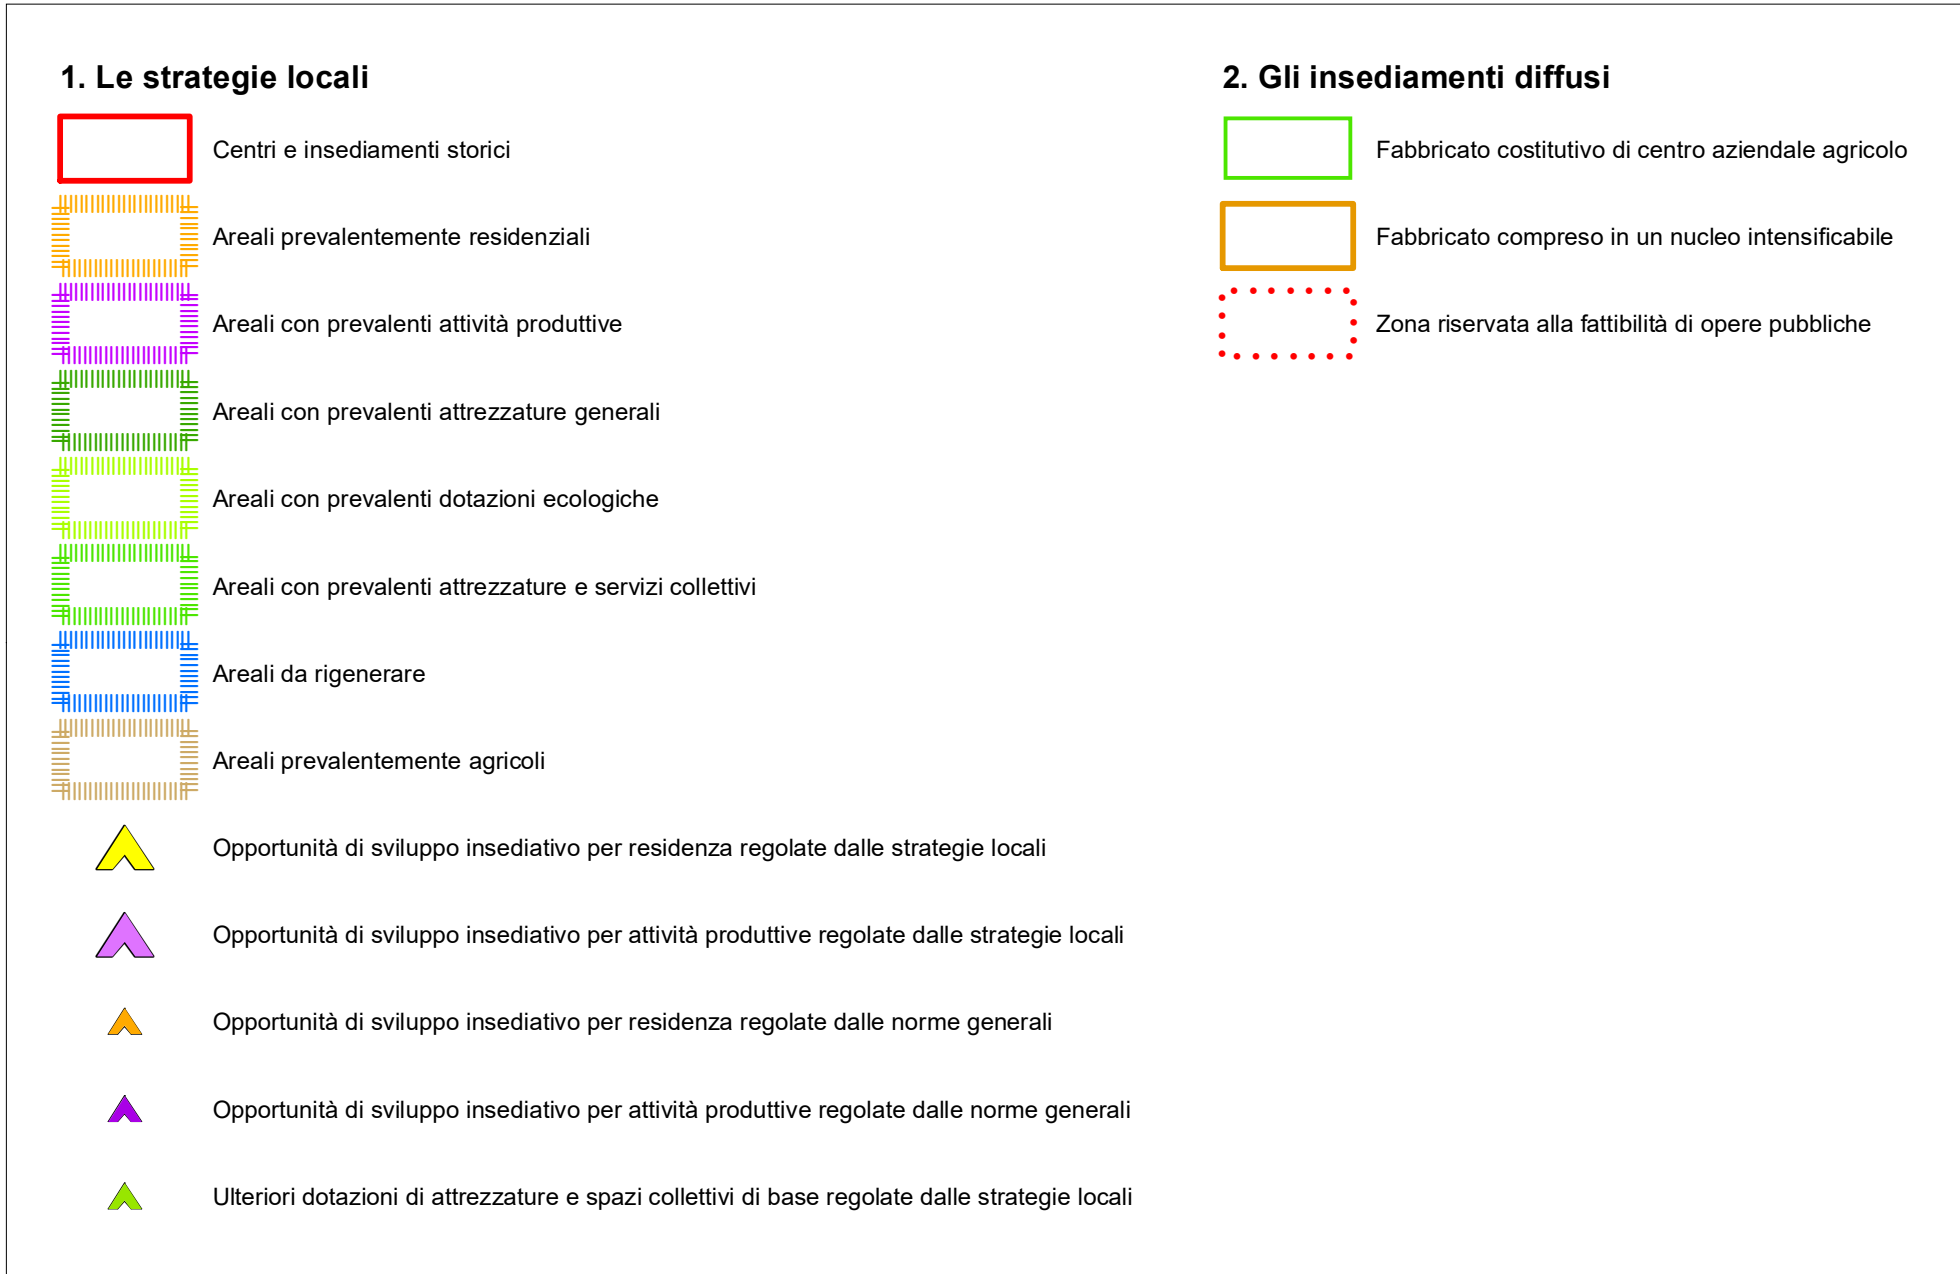 1. Le strategie locali
Centri e insediamenti storici
Areali prevalentemente residenziali
Areali con prevalenti attività produttive
Areali con prevalenti attrezzature generali
Areali con prevalenti dotazioni ecologiche
Areali con prevalenti attrezzature e servizi collettivi
Areali da rigenerare
Areali prevalentemente agricoli
Opportunità di sviluppo insediativo per residenza regolate dalle strategie locali
Opportunità di sviluppo insediativo per attività produttive regolate dalle strategie locali
Opportunità di sviluppo insediativo per residenza regolate dalle norme generali
Opportunità di sviluppo insediativo per attività produttive regolate dalle norme generali
Ulteriori dotazioni di attrezzature e spazi collettivi di base regolate dalle strategie locali
2. Gli insediamenti diffusi
Fabbricato costitutivo di centro aziendale agricolo
Fabbricato compreso in un nucleo intensificabile
Zona riservata alla fattibilità di opere pubbliche